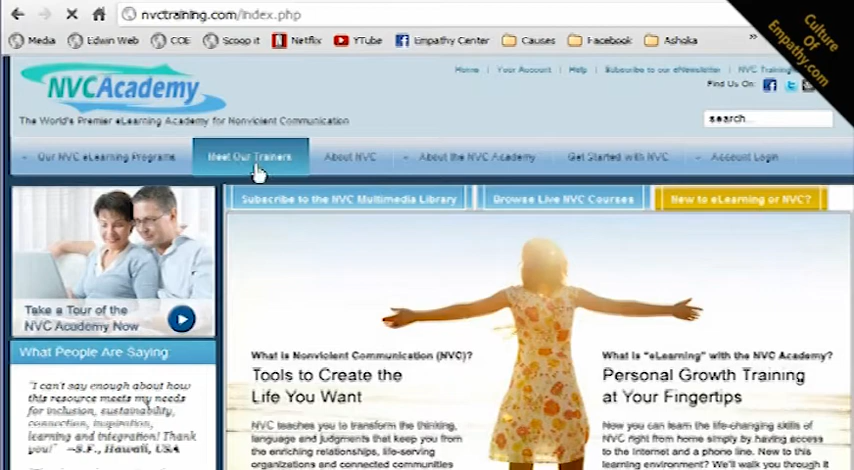 nvctraining.com/index.php
Media
Edwin Web
COE
Scoop it
Netflix
YTube
Empathy Center
Causes
Facebook
Ashoka
»
Culture
Of
Empathy.com
NVCAcademy
The World's Premier eLearning Academy for Nonviolent Communication
Home | Your Account | Help | Subscribe to our eNewsletter | NVC Training
Find Us On:
search...
Our NVC eLearning Programs
Meet Our Trainers
About NVC
About the NVC Academy
Get Started with NVC
Account Login
Subscribe to the NVC Multimedia Library
Browse Live NVC Courses
New to eLearning or NVC?
Take a Tour of the
NVC Academy Now
What People Are Saying:
"I can't say enough about how
this resource meets my needs
for inclusion, sustainability,
connection, inspiration,
learning and integration! Thank
you!" ~S.F., Hawaii, USA
What is Nonviolent Communication (NVC)?
Tools to Create the
Life You Want
NVC teaches you to transform the thinking,
language and judgments that keep you from
the enriching relationships, life-serving
organizations and connected communities
What is "eLearning" with the NVC Academy?
Personal Growth Training
at Your Fingertips
Now you can learn the life-changing skills of
NVC right from home simply by having access
to the Internet and a phone line. New to this
learning environment? We'll walk you through it